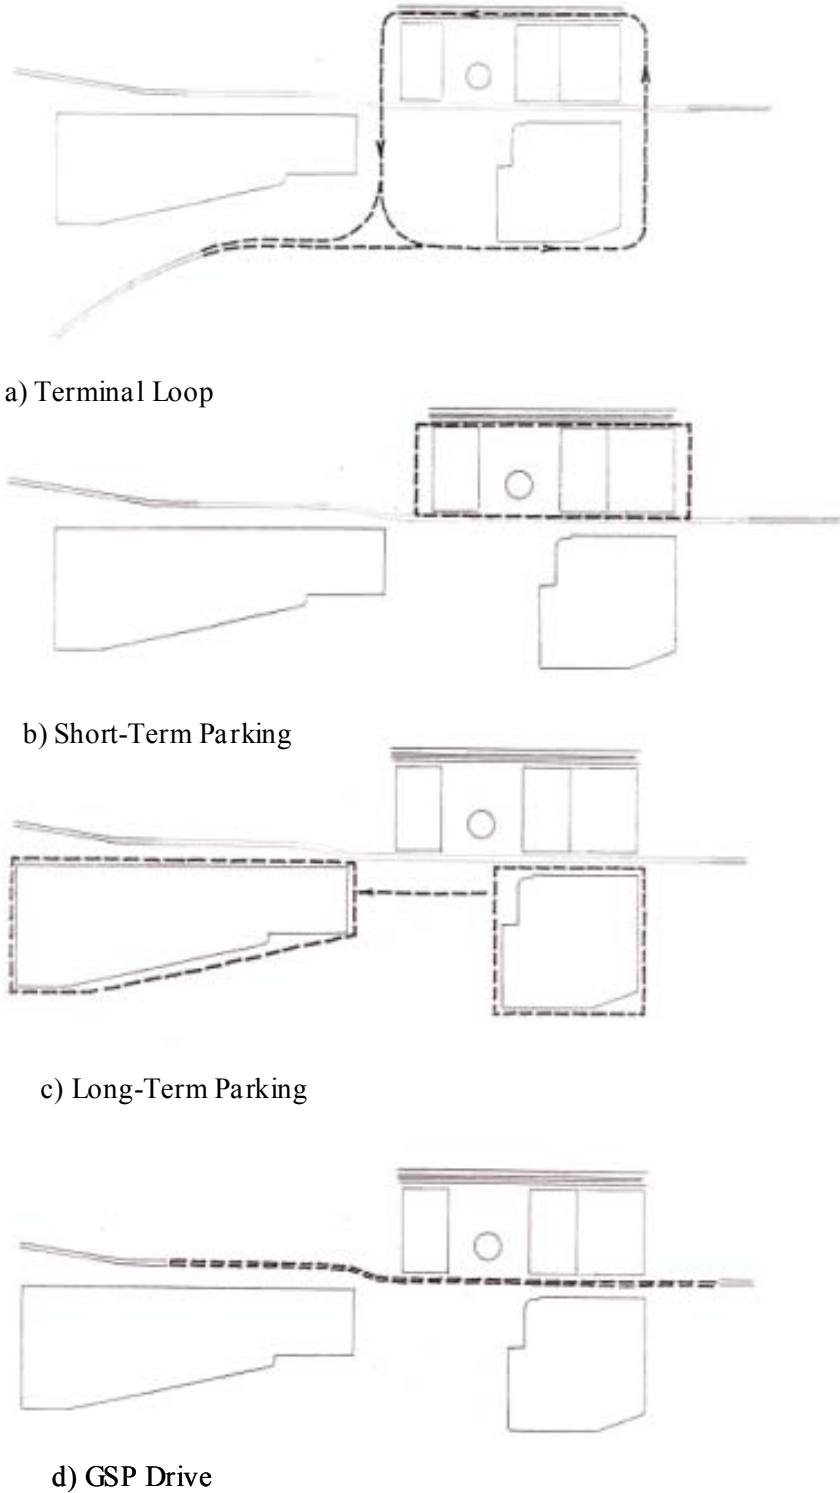 a) Terminal Loop
b) Short-Term Parking
c) Long-Term Parking
d) GSP Drive